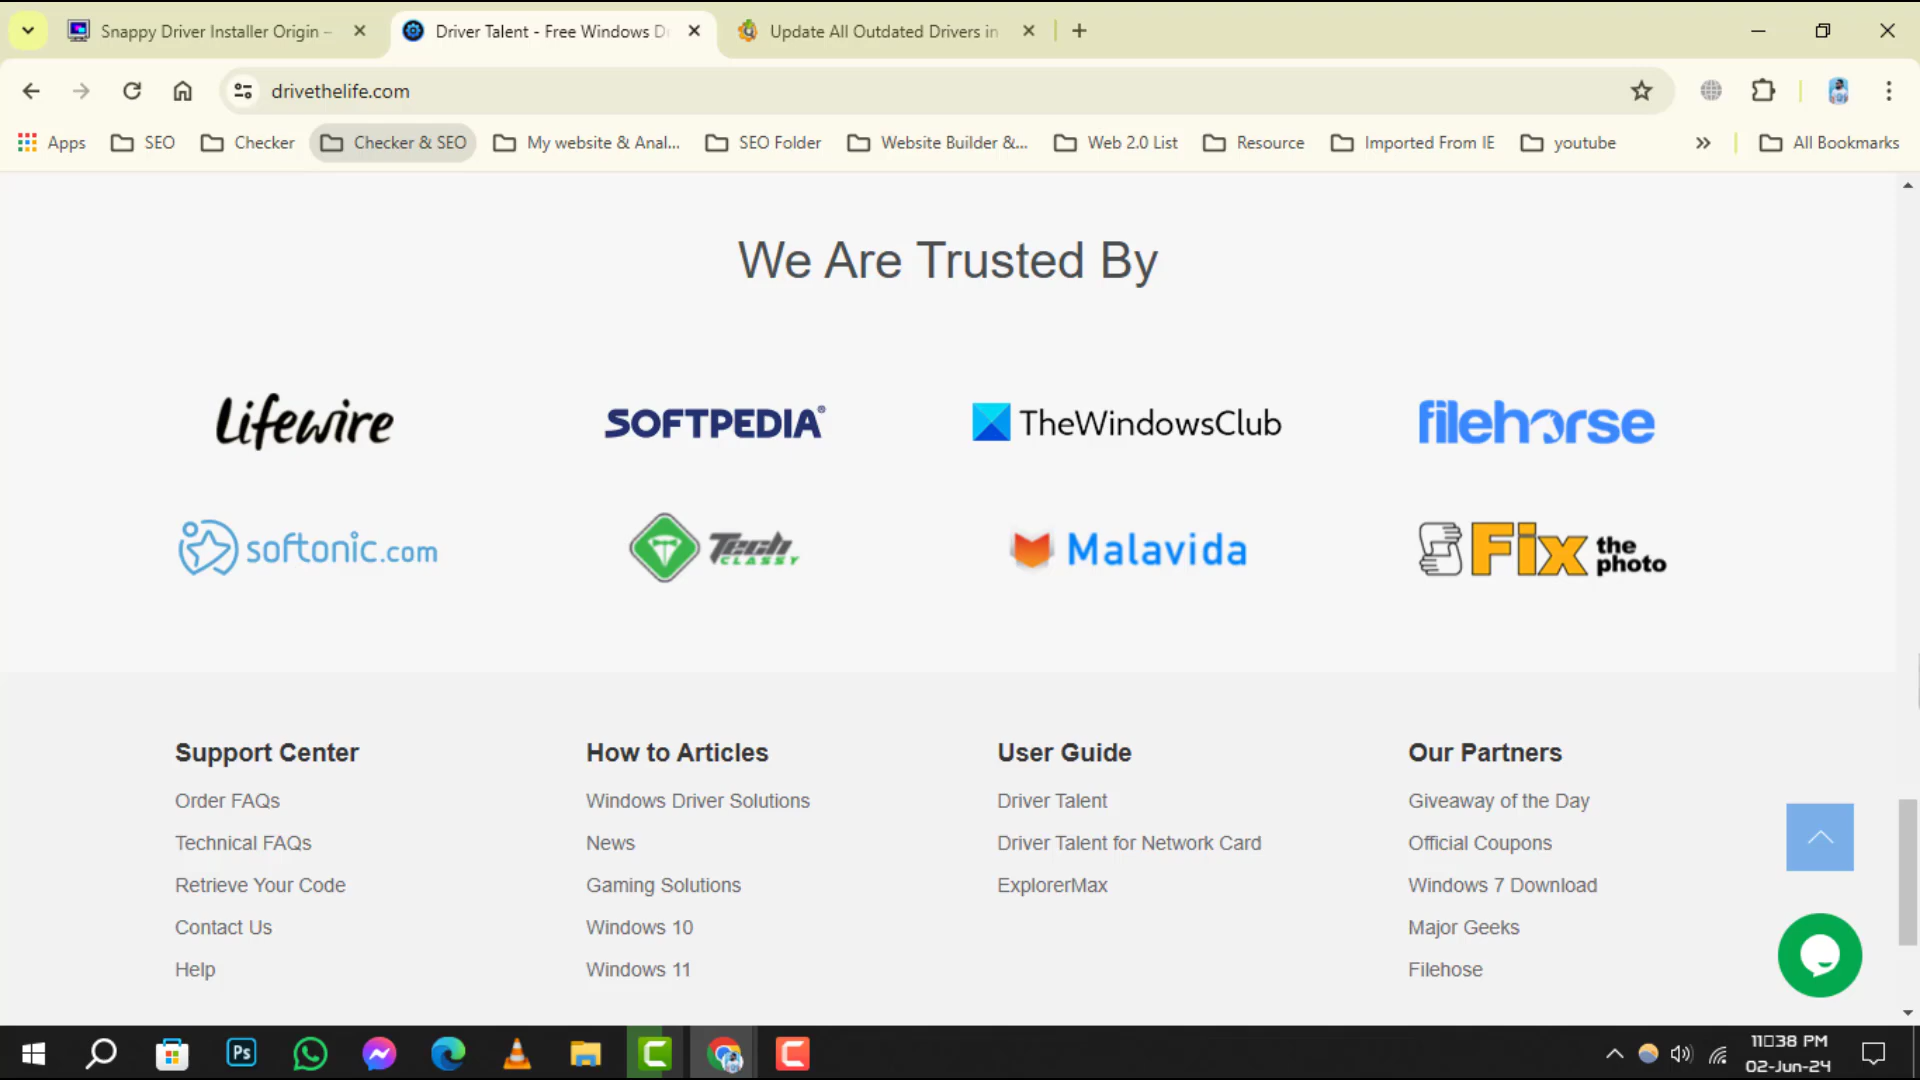 Snappy Driver Installer Origin –
Driver Talent - Free Windows D
Update All Outdated Drivers in
drivethelife.com
Apps
SEO
Checker
Checker & SEO
My website & Anal...
SEO Folder
Website Builder &...
Web 2.0 List
Resource
Imported From IE
youtube
All Bookmarks
We Are Trusted By
Lifewire
SOFTPEDIA®
TheWindowsClub
filehorse
softonic.com
Tech
CLASSY
Malavida
Fix the photo
Support Center
How to Articles
User Guide
Our Partners
Order FAQs
Windows Driver Solutions
Driver Talent
Giveaway of the Day
Technical FAQs
News
Driver Talent for Network Card
Official Coupons
Retrieve Your Code
Gaming Solutions
ExplorerMax
Windows 7 Download
Contact Us
Windows 10
Major Geeks
Help
Windows 11
Filehose
Ps
11□38 PM
02-Jun-24